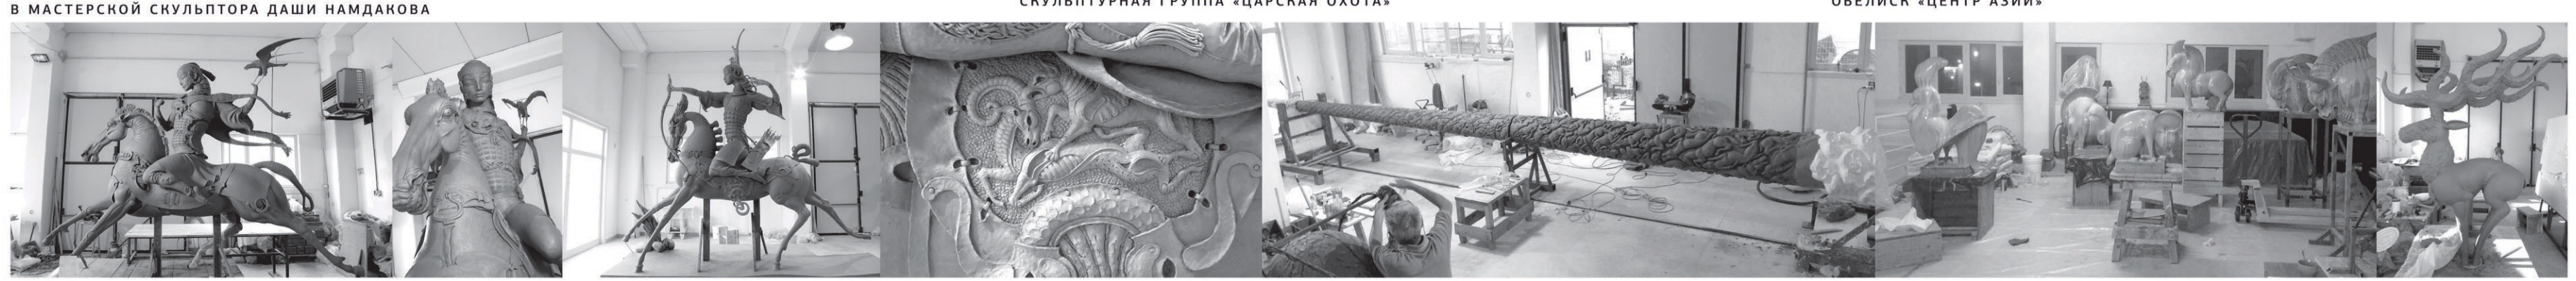 В МАСТЕРСКОЙ СКУЛЬПТОРА ДАШИ НАМДАКОВА
СКУЛЬПТУРНАЯ ГРУППА «ЦАРСКАЯ ОХОТА»
ОБЕЛИСК «ЦЕНТР АЗИИ»